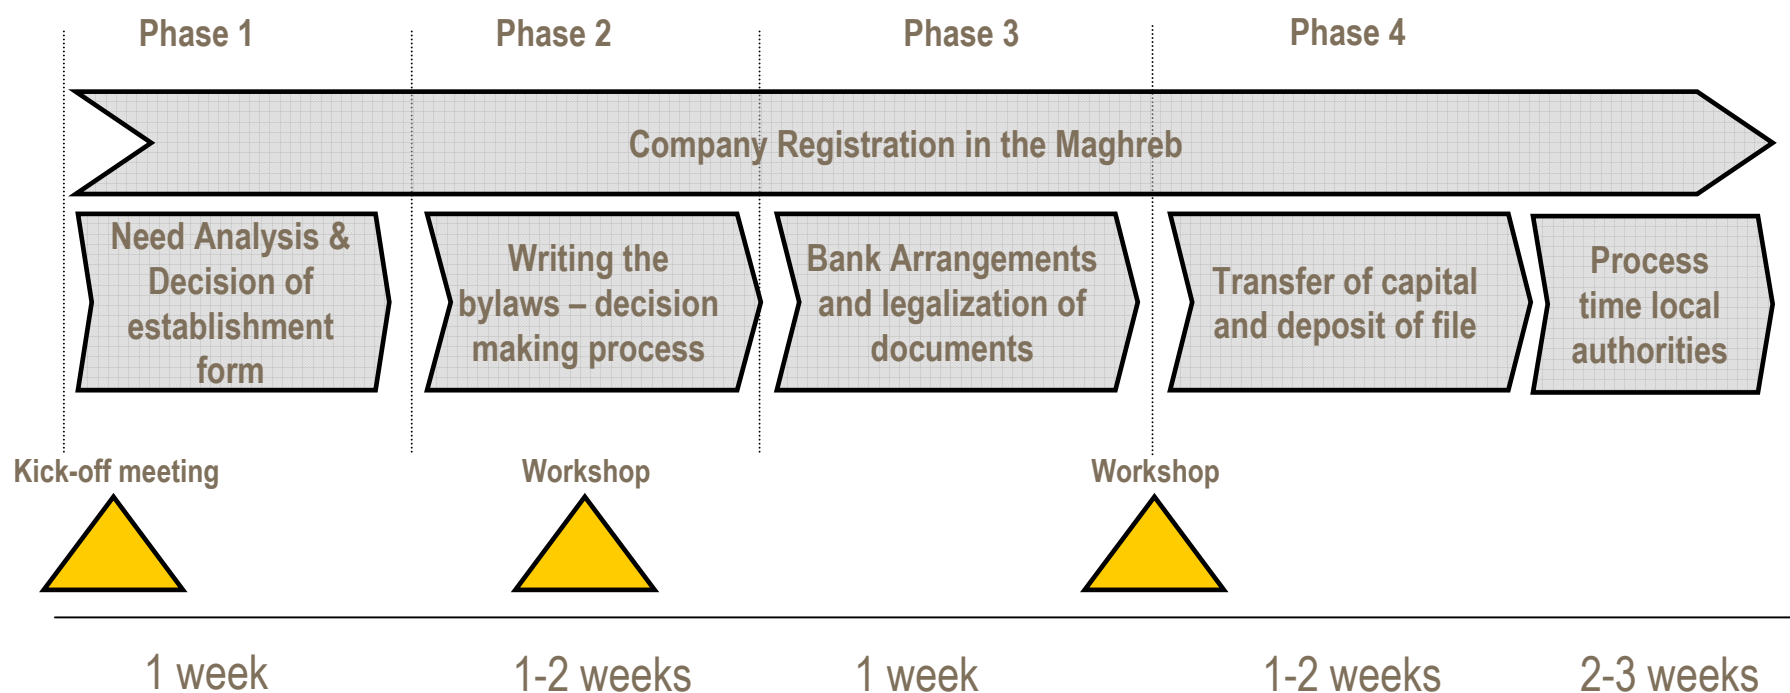 Phase 1
Phase 2
Phase 3
Phase 4
Company Registration in the Maghreb
Need Analysis &
Decision of
establishment
form
Writing the
bylaws – decision
making process
Bank Arrangements
and legalization of
documents
Transfer of capital
and deposit of file
Process
time local
authorities
Kick-off meeting
Workshop
Workshop
1 week
1-2 weeks
1 week
1-2 weeks
2-3 weeks